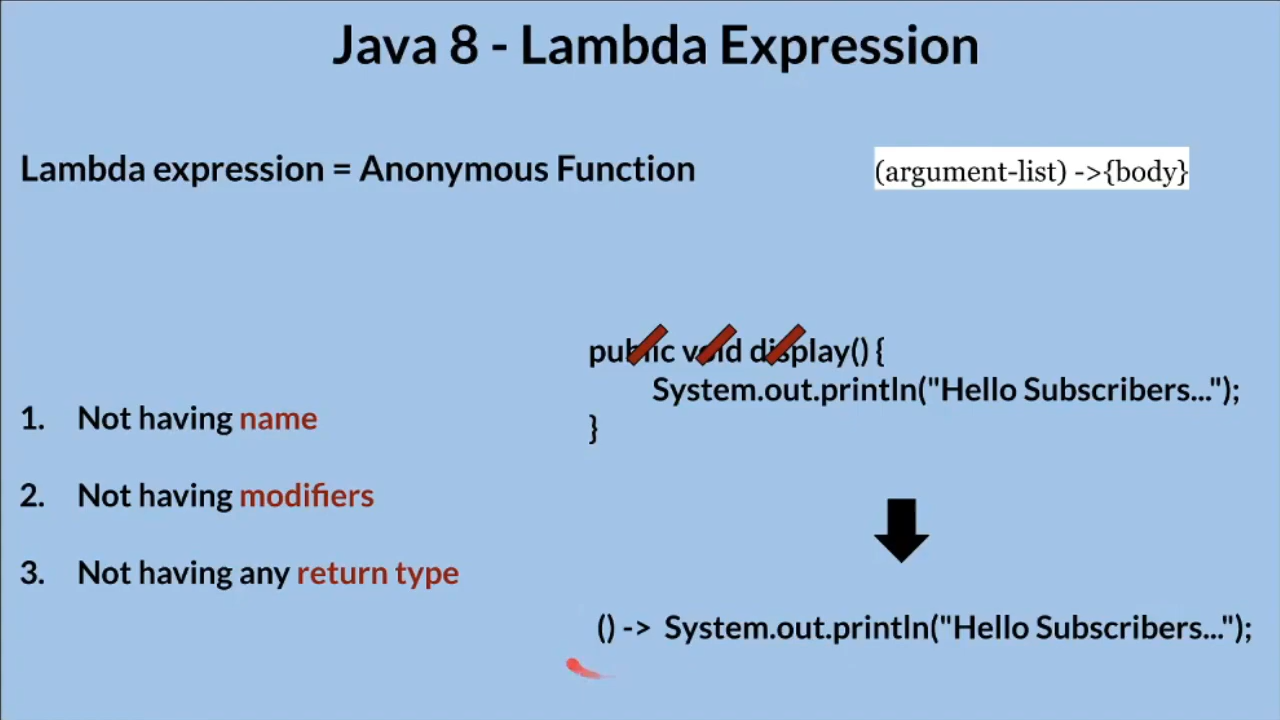 Java 8 - Lambda Expression
Lambda expression = Anonymous Function
(argument-list) ->{body}
public void display() {
System.out.println("Hello Subscribers...");
}
1. Not having name
2. Not having modifiers
3. Not having any return type
() -> System.out.println("Hello Subscribers...");